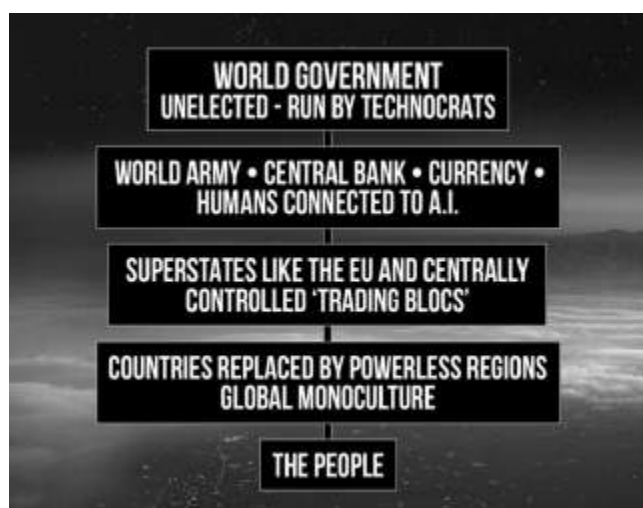 WORLD GOVERNMENT
UNELECTED - RUN BY TECHNOCRATS
WORLD ARMY • CENTRAL BANK • CURRENCY •
HUMANS CONNECTED TO A.I.
SUPERSTATES LIKE THE EU AND CENTRALLY
CONTROLLED ‘TRADING BLOCS’
COUNTRIES REPLACED BY POWERLESS REGIONS
GLOBAL MONOCULTURE
THE PEOPLE